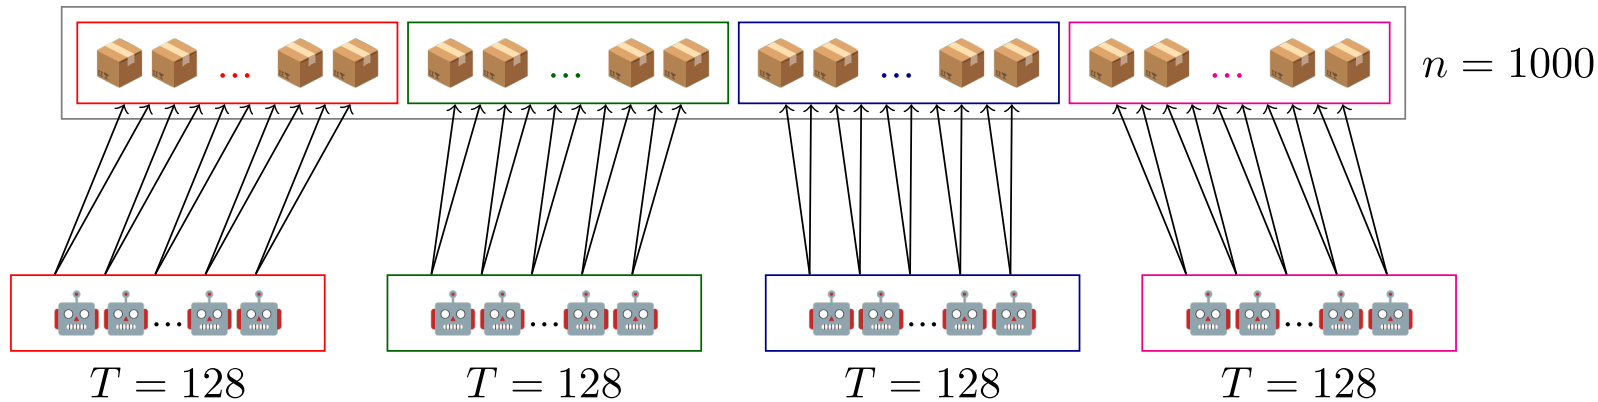 ... ... ... ...
n = 1000
... ... ... ...
T = 128 T = 128 T = 128 T = 128